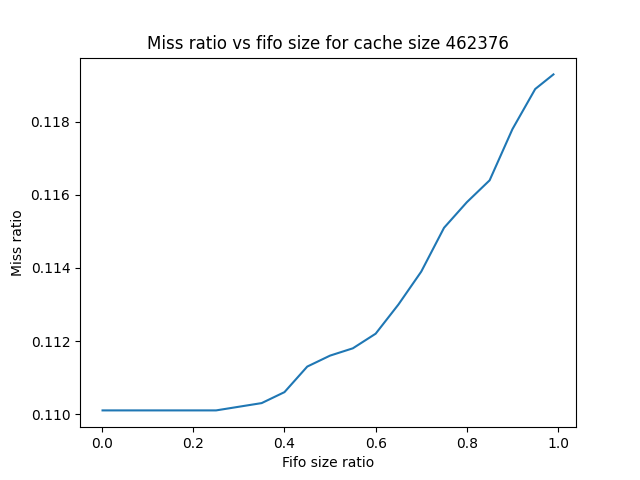 Miss ratio vs fifo size for cache size 462376
Miss ratio
0.118
0.116
0.114
0.112
0.110
0.0 0.2 0.4 0.6 0.8 1.0
Fifo size ratio